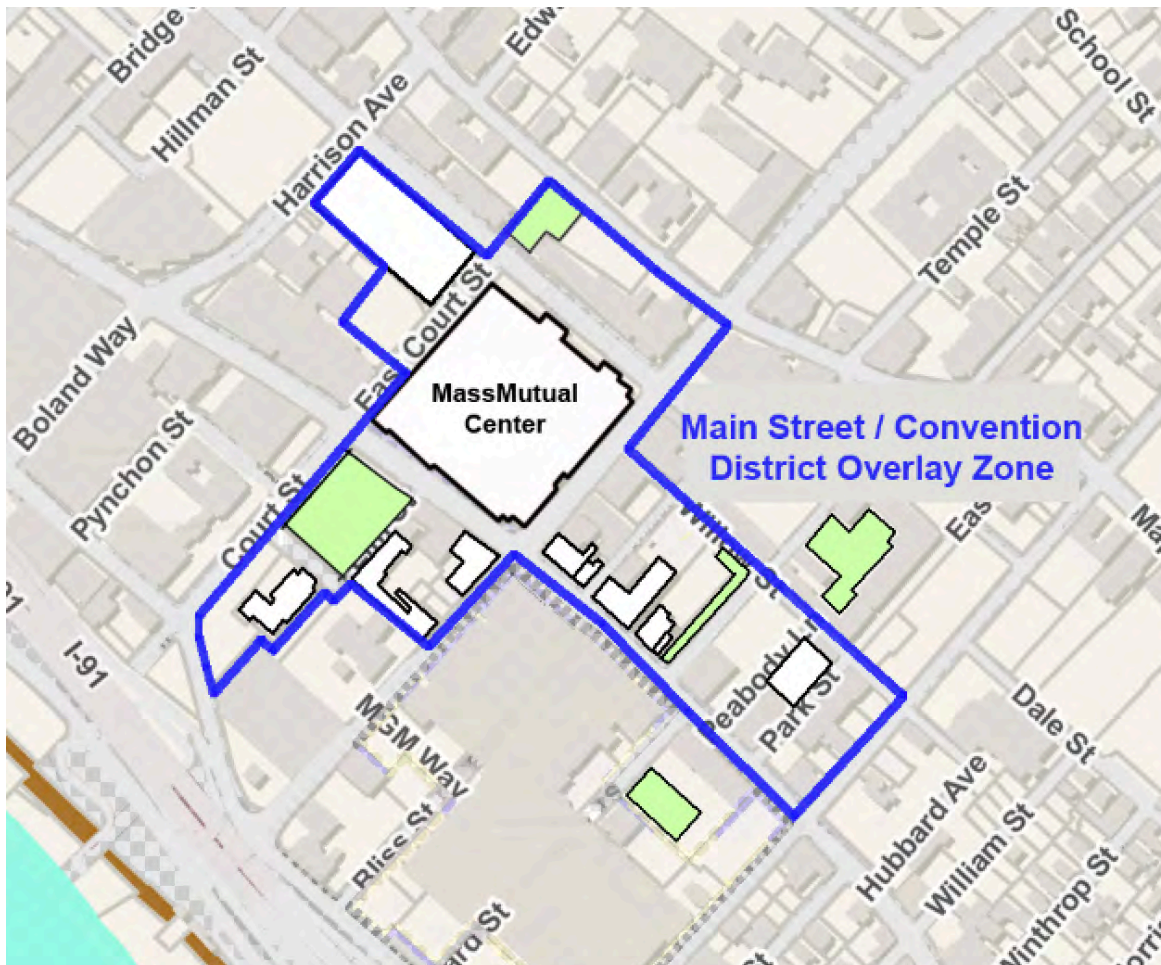 Bridge
Hillman St
Harrison Ave
School St
Temple St
East Court St
Boland Way
Pynchon St
Court St
MassMutual
Center
Main Street / Convention
District Overlay Zone
I-91
MGM Way
Bliss St
Peabody Ln
Park St
Dale St
Hubbard Ave
William St
Winthrop St